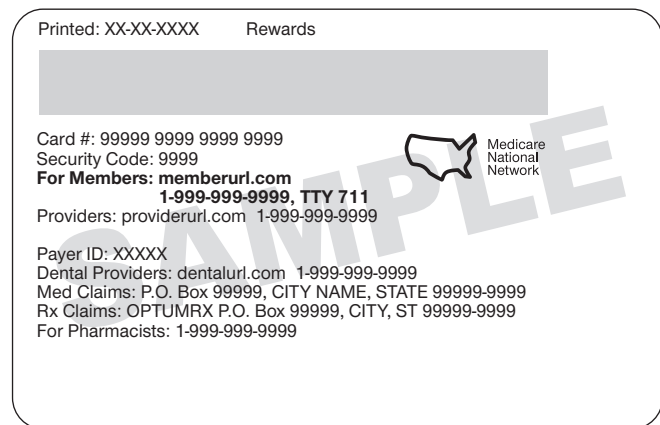 Printed: XX-XX-XXXX Rewards
Card #: 99999 9999 9999 9999
Security Code: 9999
For Members: memberurl.com
1-999-999-9999, TTY 711
Providers: providerurl.com 1-999-999-9999
Medicare
National
Network
Payer ID: XXXXX
Dental Providers: dentalurl.com 1-999-999-9999
Med Claims: P.O. Box 99999, CITY NAME, STATE 99999-9999
Rx Claims: OPTUMRX P.O. Box 99999, CITY, ST 99999-9999
For Pharmacists: 1-999-999-9999
SAMPLE